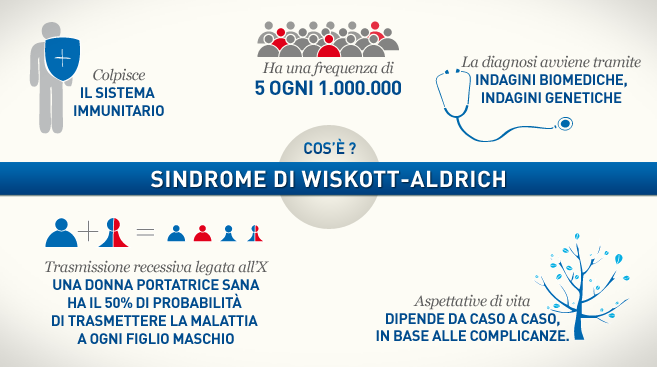 Colpisce
IL SISTEMA
IMMUNITARIO
Ha una frequenza di
5 OGNI 1.000.000
La diagnosi avviene tramite
INDAGINI BIOMEDICHE,
INDAGINI GENETICHE
COS'È ?
SINDROME DI WISKOTT-ALDRICH
Trasmissione recessiva legata all'X
UNA DONNA PORTATRICE SANA
HA IL 50% DI PROBABILITÀ
DI TRASMETTERE LA MALATTIA
A OGNI FIGLIO MASCHIO
Aspettative di vita
DIPENDE DA CASO A CASO,
IN BASE ALLE COMPLICANZE.